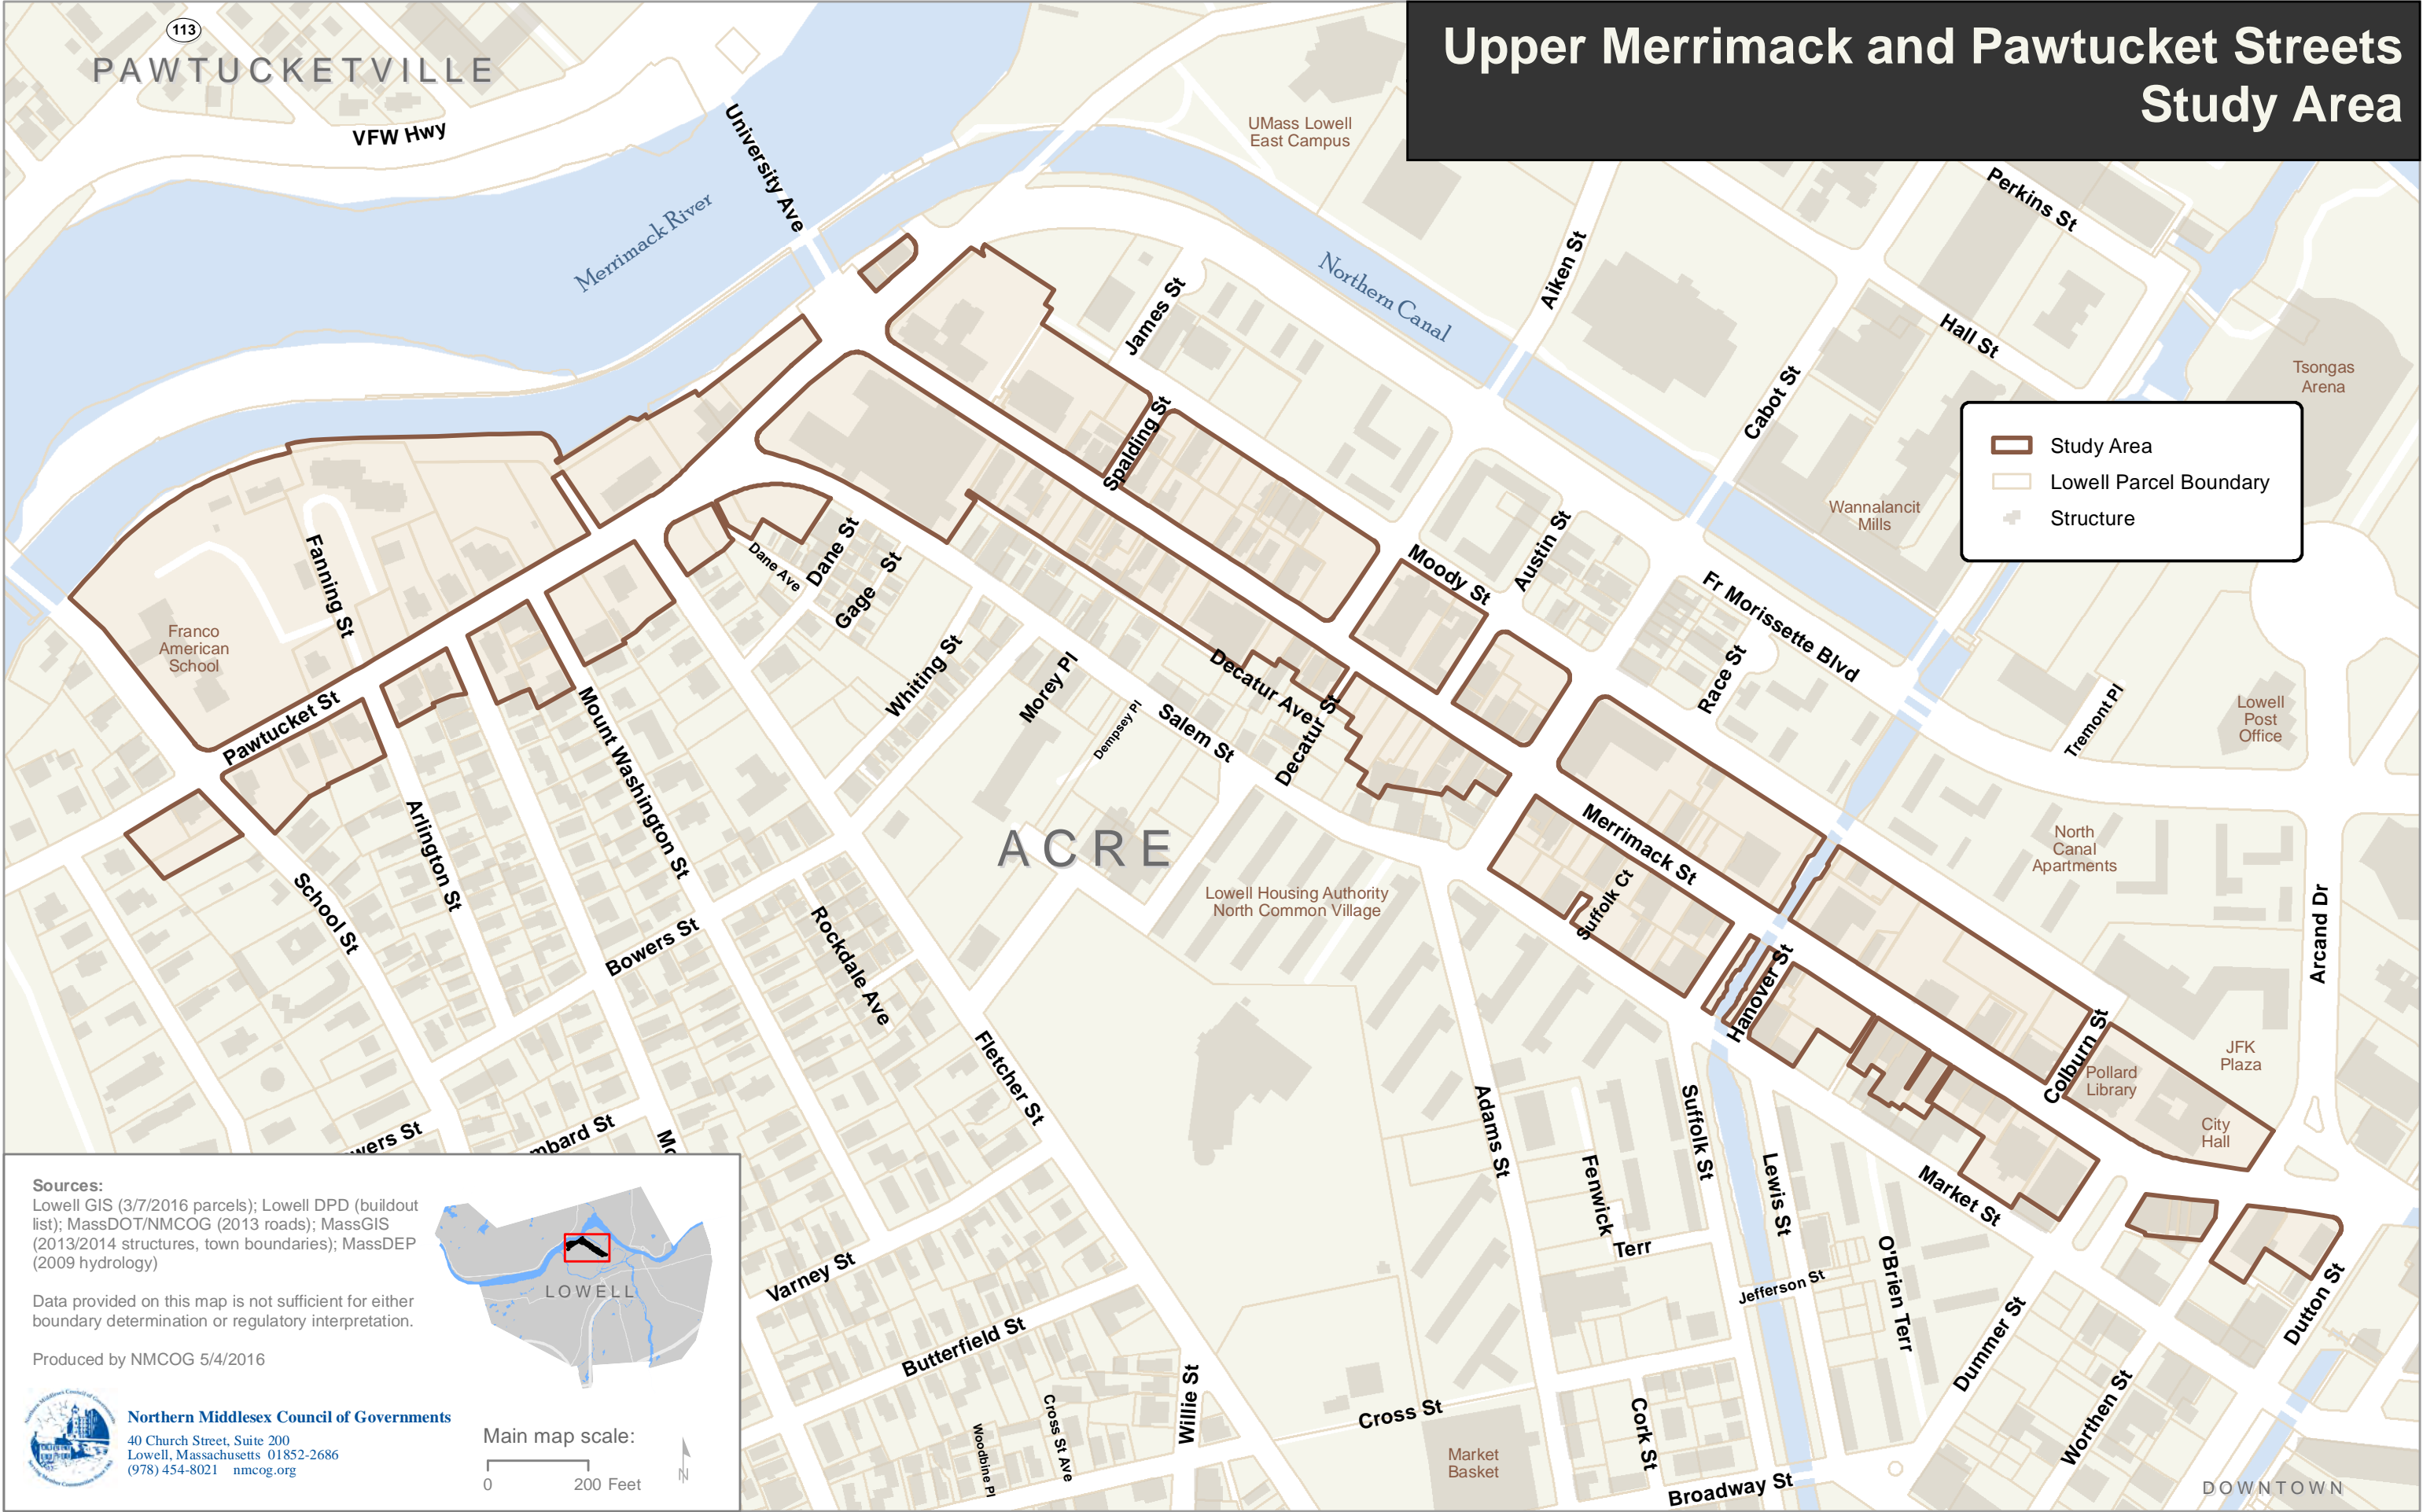 Upper Merrimack and Pawtucket Streets
Study Area
113
PAWTUCKETVILLE
VFW Hwy
University Ave
Merrimack River
UMass Lowell
East Campus
Northern Canal
Aiken St
Perkins St
Hall St
Cabot St
Tsongas
Arena
James St
Spalding St
Study Area
Lowell Parcel Boundary
Structure
Wannalancit
Mills
Moody St
Austin St
Fr Morissette Blvd
Race St
Tremont Pl
Lowell
Post
Office
Fanning St
Franco
American
School
Pawtucket St
Dane Ave
Dane St
Gage St
Whiting St
Morey Pl
Dempsey Pl
Salem St
Decatur Ave
Decatur St
Mount Washington St
Arlington St
School St
Bowers St
Rockdale Ave
ACRE
Lowell Housing Authority
North Common Village
Merrimack St
Suffolk Ct
North
Canal
Apartments
Arcand Dr
Hanover St
Colburn St
Pollard
Library
JFK
Plaza
City
Hall
Fletcher St
Adams St
Fenwick
Terr
Suffolk St
Lewis St
Jefferson St
O'Brien Terr
Market St
Dummer St
Worthen St
Dutton St
wers St
mbard St
Mo
Varney St
Butterfield St
Woodbine Pl
Cross St Ave
Willie St
Cross St
Market
Basket
Cork St
Broadway St
DOWNTOWN
Sources:
Lowell GIS (3/7/2016 parcels); Lowell DPD (buildout
list); MassDOT/NMCOG (2013 roads); MassGIS
(2013/2014 structures, town boundaries); MassDEP
(2009 hydrology)
Data provided on this map is not sufficient for either
boundary determination or regulatory interpretation.
Produced by NMCOG 5/4/2016
LOWELL
Northern Middlesex Council of Governments
40 Church Street, Suite 200
Lowell, Massachusetts 01852-2686
(978) 454-8021 nmcog.org
Main map scale:
0 200 Feet
N